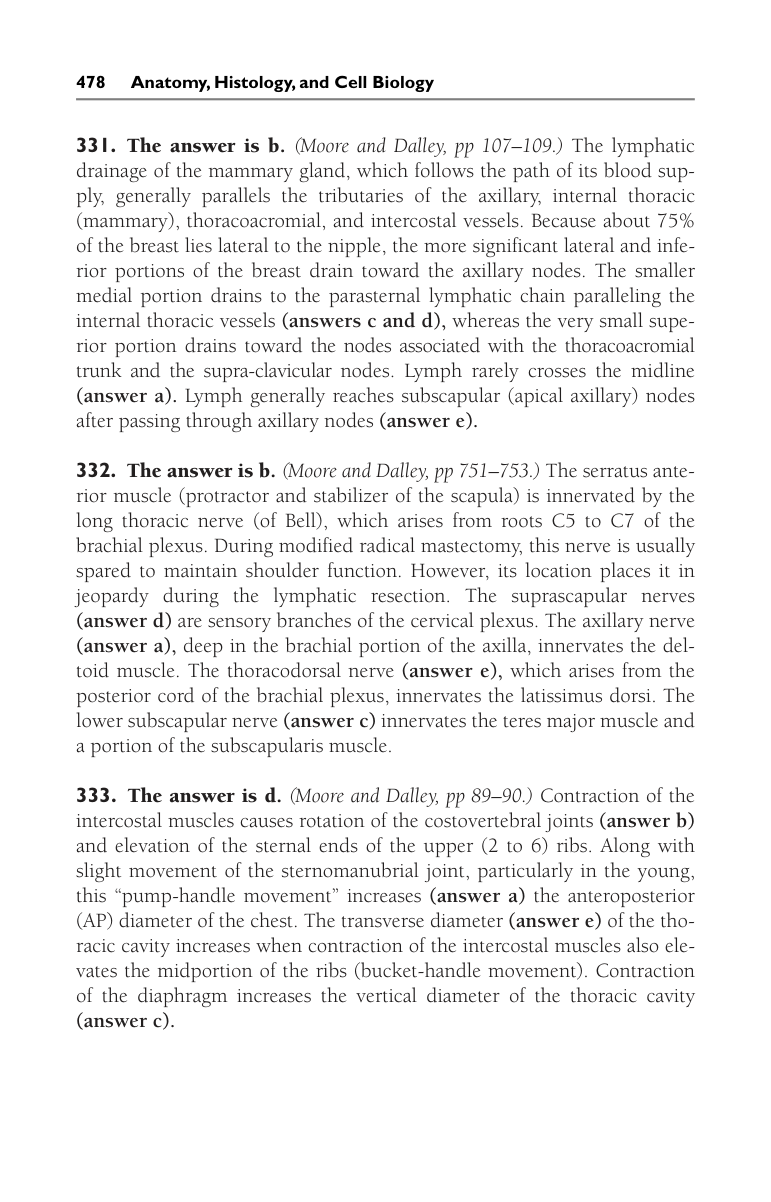 478 Anatomy, Histology, and Cell Biology
331. The answer is b. (Moore and Dalley, pp 107–109.) The lymphatic
drainage of the mammary gland, which follows the path of its blood sup-
ply, generally parallels the tributaries of the axillary, internal thoracic
(mammary), thoracoacromial, and intercostal vessels. Because about 75%
of the breast lies lateral to the nipple, the more significant lateral and infe-
rior portions of the breast drain toward the axillary nodes. The smaller
medial portion drains to the parasternal lymphatic chain paralleling the
internal thoracic vessels (answers c and d), whereas the very small supe-
rior portion drains toward the nodes associated with the thoracoacromial
trunk and the supra-clavicular nodes. Lymph rarely crosses the midline
(answer a). Lymph generally reaches subscapular (apical axillary) nodes
after passing through axillary nodes (answer e).
332. The answer is b. (Moore and Dalley, pp 751–753.) The serratus ante-
rior muscle (protractor and stabilizer of the scapula) is innervated by the
long thoracic nerve (of Bell), which arises from roots C5 to C7 of the
brachial plexus. During modified radical mastectomy, this nerve is usually
spared to maintain shoulder function. However, its location places it in
jeopardy during the lymphatic resection. The suprascapular nerves
(answer d) are sensory branches of the cervical plexus. The axillary nerve
(answer a), deep in the brachial portion of the axilla, innervates the del-
toid muscle. The thoracodorsal nerve (answer e), which arises from the
posterior cord of the brachial plexus, innervates the latissimus dorsi. The
lower subscapular nerve (answer c) innervates the teres major muscle and
a portion of the subscapularis muscle.
333. The answer is d. (Moore and Dalley, pp 89–90.) Contraction of the
intercostal muscles causes rotation of the costovertebral joints (answer b)
and elevation of the sternal ends of the upper (2 to 6) ribs. Along with
slight movement of the sternomanubrial joint, particularly in the young,
this “pump-handle movement” increases (answer a) the anteroposterior
(AP) diameter of the chest. The transverse diameter (answer e) of the tho-
racic cavity increases when contraction of the intercostal muscles also ele-
vates the midportion of the ribs (bucket-handle movement). Contraction
of the diaphragm increases the vertical diameter of the thoracic cavity
(answer c).